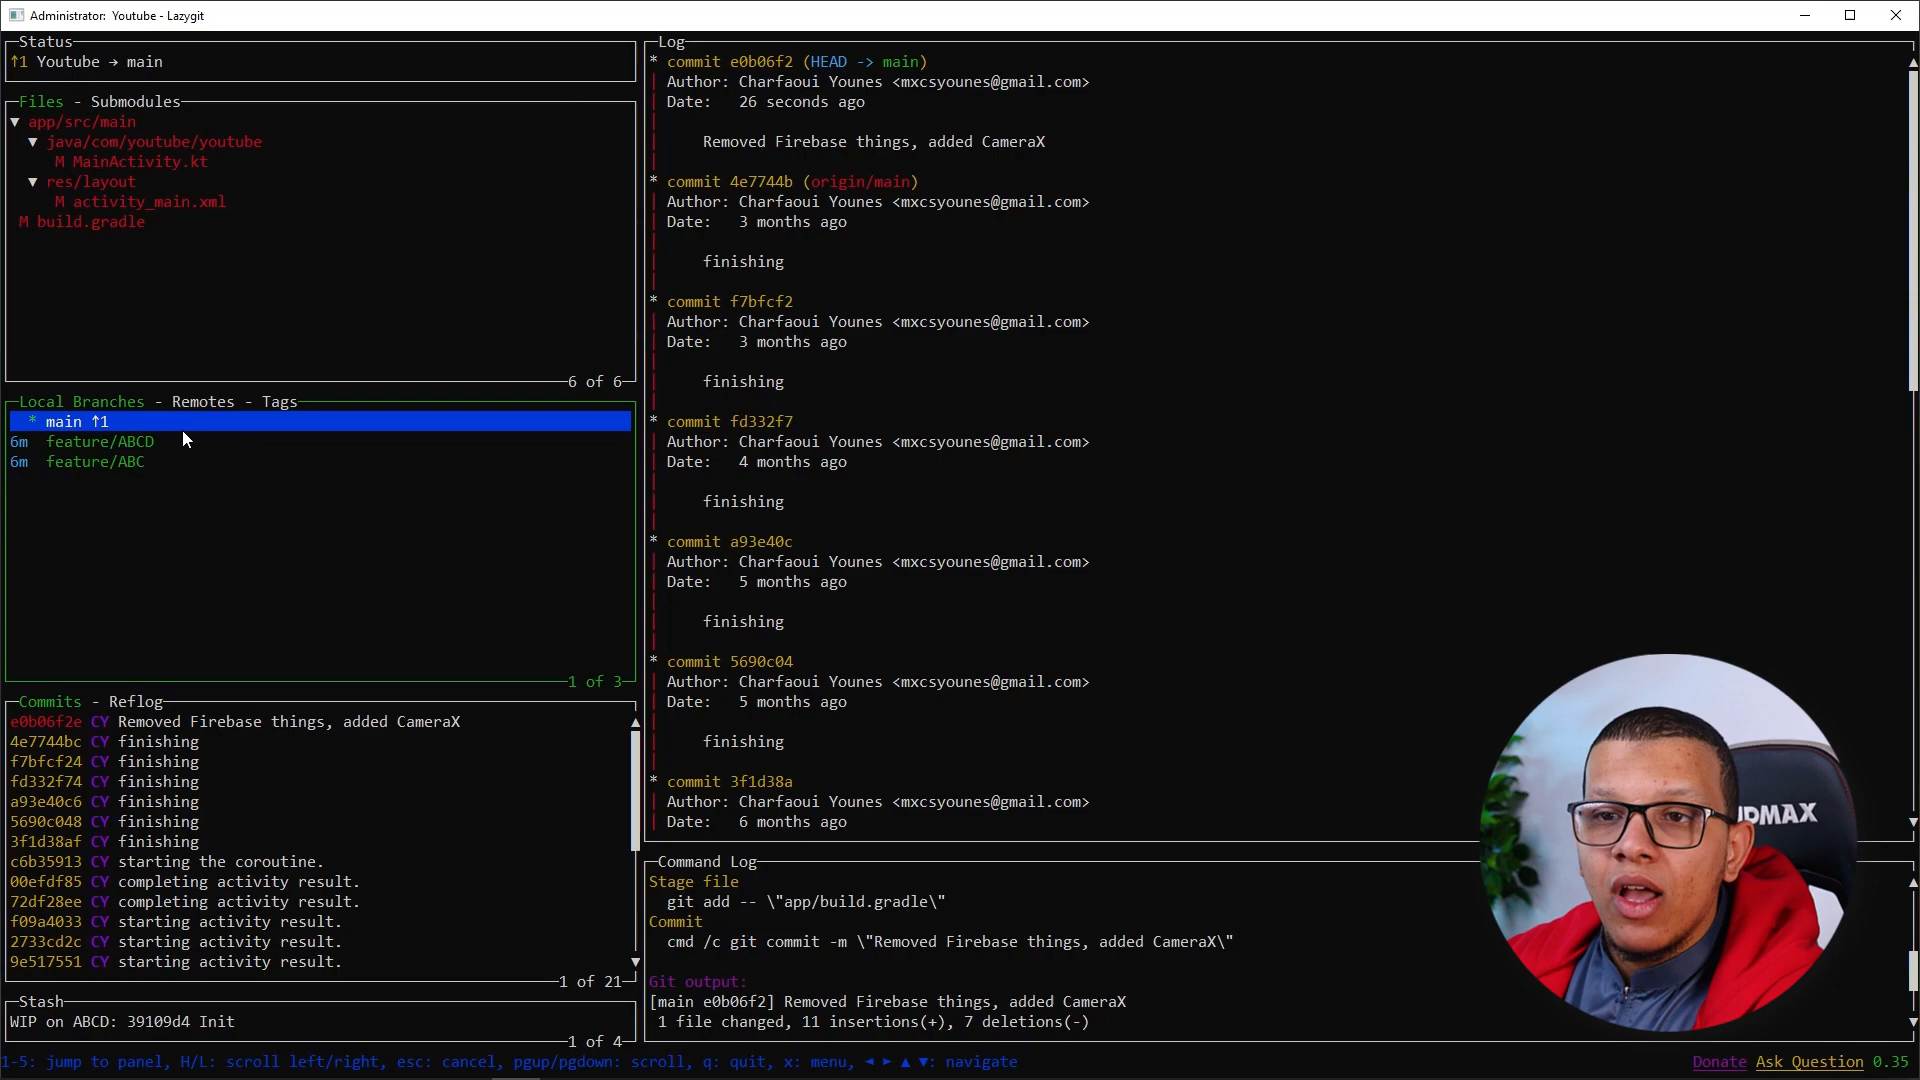 Administrator: Youtube - Lazygit
Status
↑1 Youtube → main
Files - Submodules
▼ app/src/main
▼ java/com/youtube/youtube
M MainActivity.kt
▼ res/layout
M activity_main.xml
M build.gradle
6 of 6
Local Branches - Remotes - Tags
* main ↑1
6m feature/ABCD
6m feature/ABC
1 of 3
Commits - Reflog
e0b06f2e CY Removed Firebase things, added CameraX
4e7744bc CY finishing
f7bfcf24 CY finishing
fd332f74 CY finishing
a93e40c6 CY finishing
5690c048 CY finishing
3f1d38af CY finishing
c6b35913 CY starting the coroutine.
00efdf85 CY completing activity result.
72df28ee CY completing activity result.
f09a4033 CY starting activity result.
2733cd2c CY starting activity result.
9e517551 CY starting activity result.
1 of 21
Stash
WIP on ABCD: 39109d4 Init
1 of 4
Log
* commit e0b06f2 (HEAD -> main)
Author: Charfaoui Younes <mxcsyounes@gmail.com>
Date: 26 seconds ago
Removed Firebase things, added CameraX
* commit 4e7744b (origin/main)
Author: Charfaoui Younes <mxcsyounes@gmail.com>
Date: 3 months ago
finishing
* commit f7bfcf2
Author: Charfaoui Younes <mxcsyounes@gmail.com>
Date: 3 months ago
finishing
* commit fd332f7
Author: Charfaoui Younes <mxcsyounes@gmail.com>
Date: 4 months ago
finishing
* commit a93e40c
Author: Charfaoui Younes <mxcsyounes@gmail.com>
Date: 5 months ago
finishing
* commit 5690c04
Author: Charfaoui Younes <mxcsyounes@gmail.com>
Date: 5 months ago
finishing
* commit 3f1d38a
Author: Charfaoui Younes <mxcsyounes@gmail.com>
Date: 6 months ago
Command Log
Stage file
git add -- \"app/build.gradle\"
Commit
cmd /c git commit -m \"Removed Firebase things, added CameraX\"
Git output:
[main e0b06f2] Removed Firebase things, added CameraX
1 file changed, 11 insertions(+), 7 deletions(-)
1-5: jump to panel, H/L: scroll left/right, esc: cancel, pgup/pgdown: scroll, q: quit, x: menu, ◄ ► ▲ ▼: navigate
Donate Ask Question 0.35